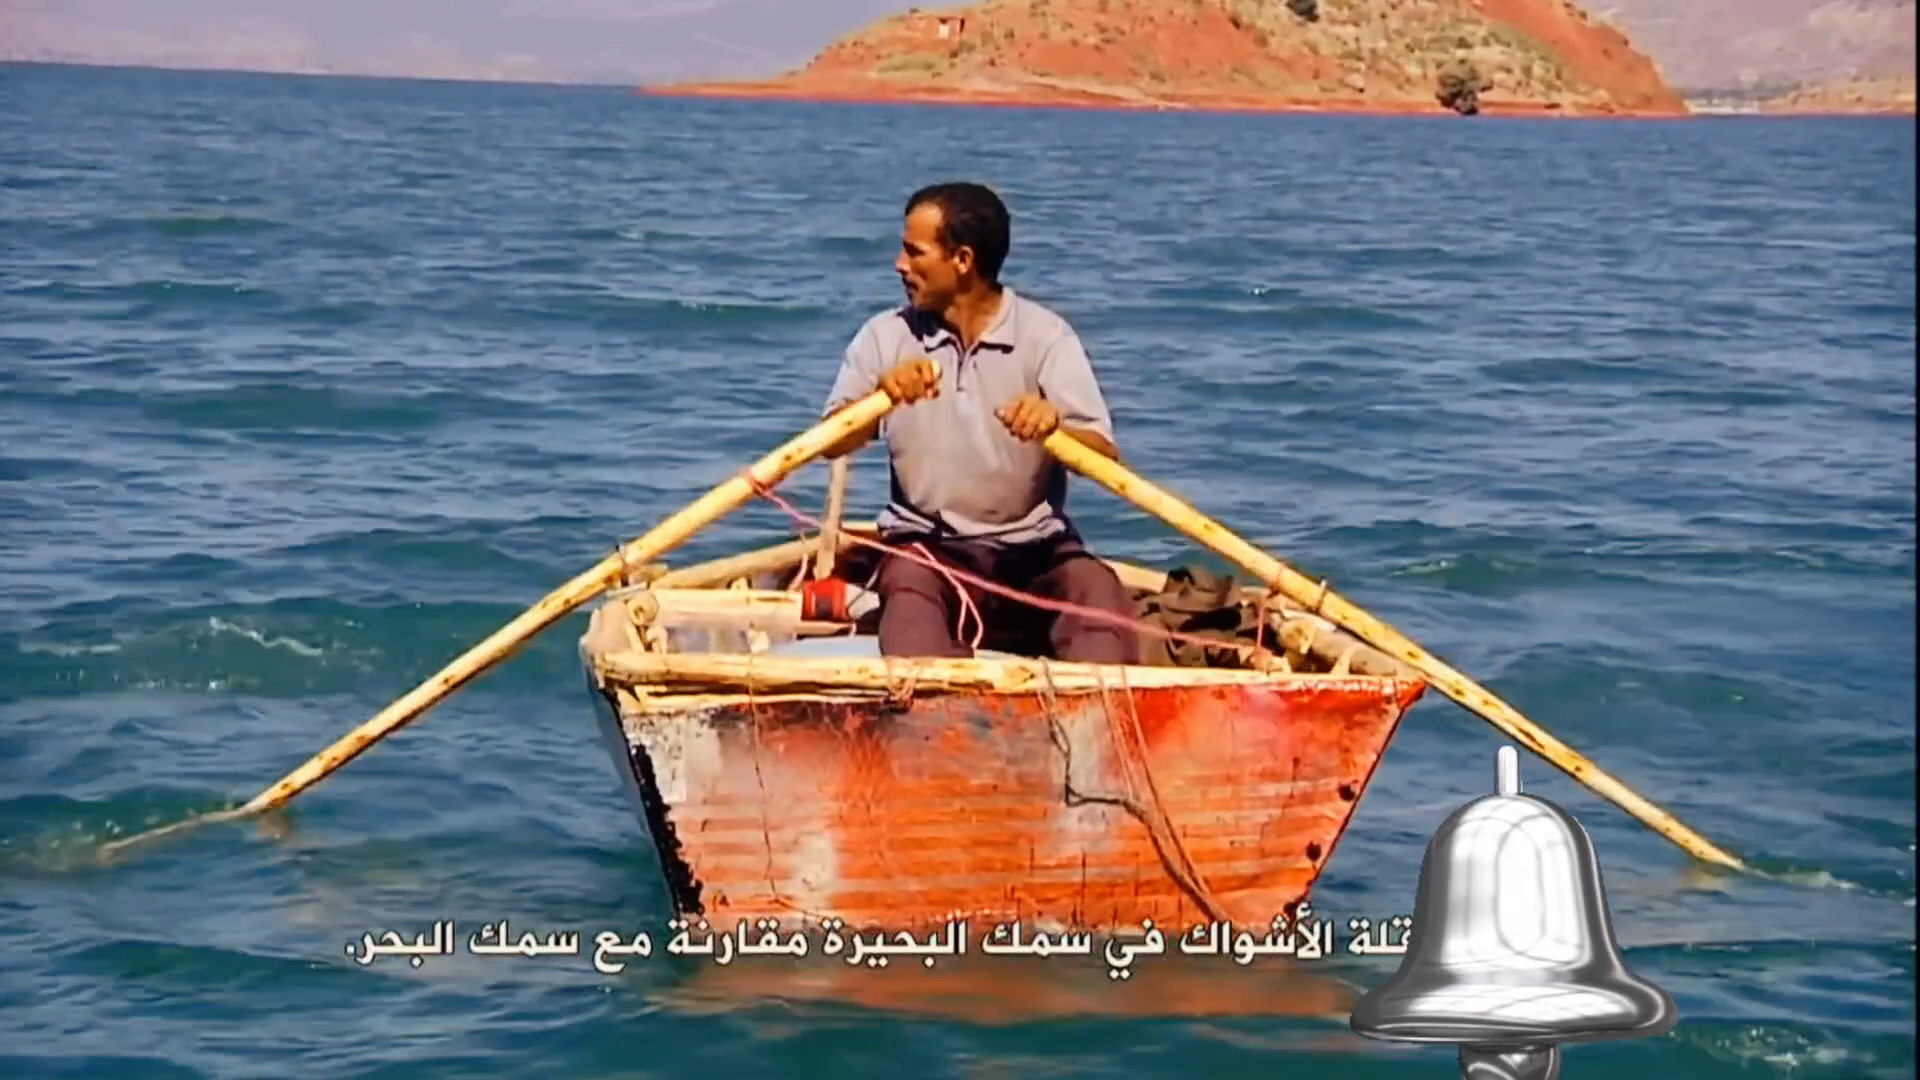 قلة الأشواك في سمك البحيرة مقارنة مع سمك البحر.